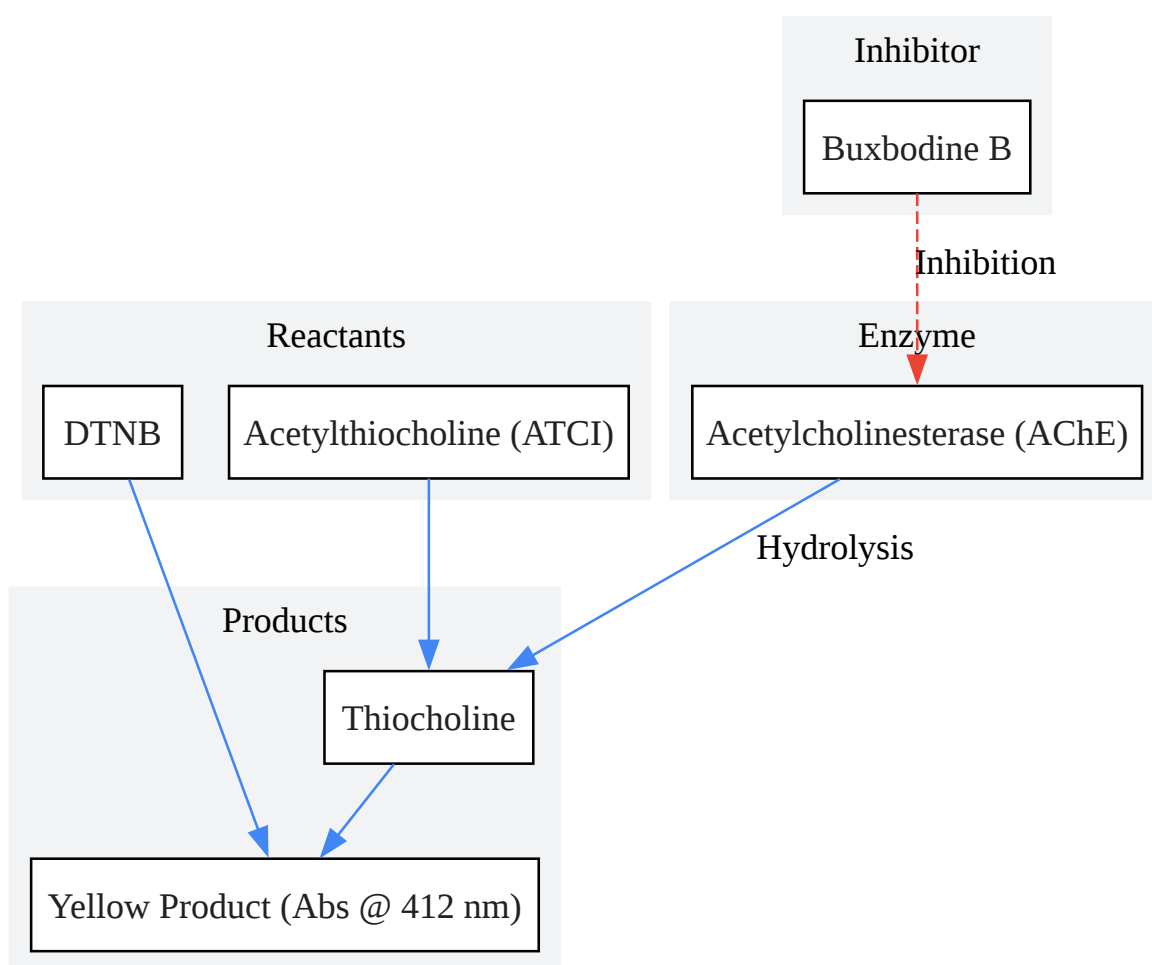 Inhibitor
Buxbodine B
Inhibition
Reactants
Enzyme
DTNB
Acetylthiocholine (ATCI)
Acetylcholinesterase (AChE)
Hydrolysis
Products
Thiocholine
Yellow Product (Abs @ 412 nm)